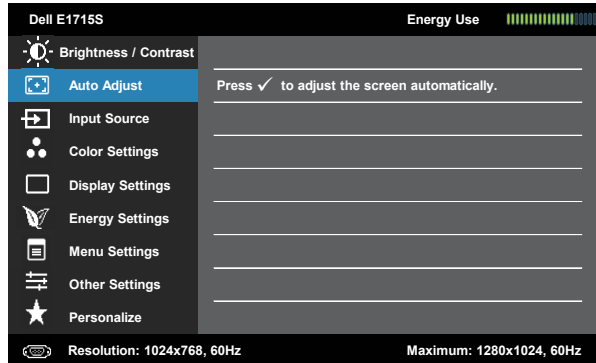 Dell E1715S Energy Use
Brightness / Contrast
Auto Adjust Press ✓ to adjust the screen automatically.
Input Source
Color Settings
Display Settings
Energy Settings
Menu Settings
Other Settings
Personalize
Resolution: 1024x768, 60Hz Maximum: 1280x1024, 60Hz